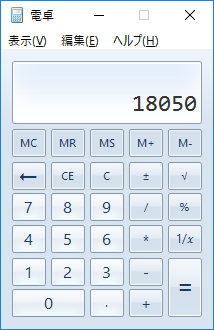 電卓
表示(V) 編集(E) ヘルプ(H)
18050
MC MR MS M+ M-
← CE C ± √
7 8 9 / %
4 5 6 * 1/x
1 2 3 - =
0 . +